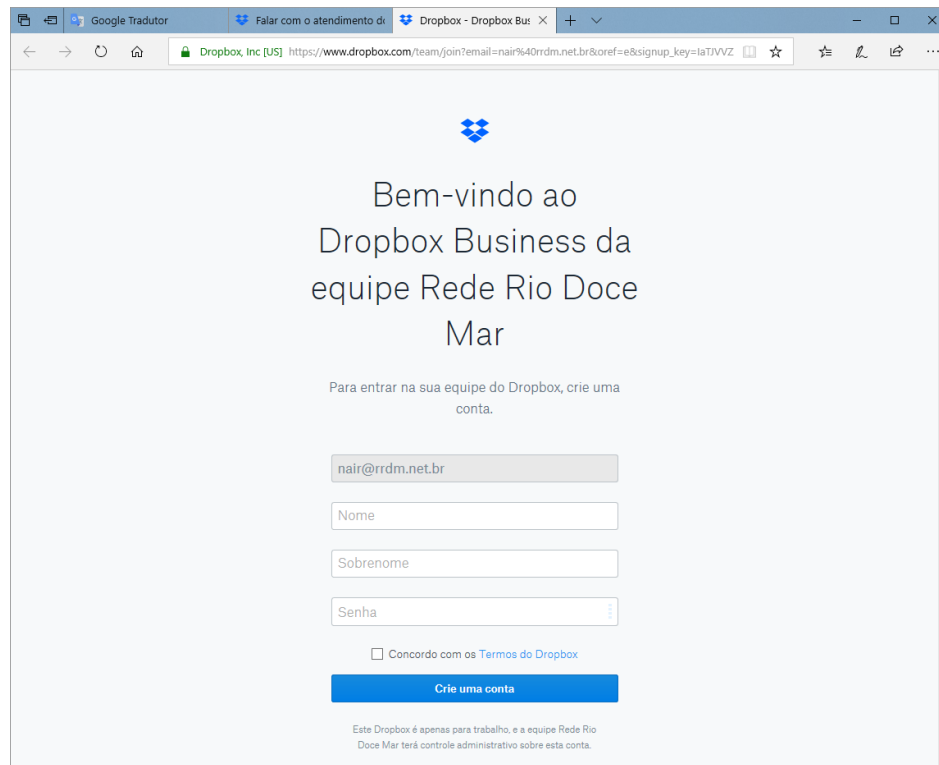 Google Tradutor
Falar com o atendimento do
Dropbox - Dropbox Bus
Dropbox, Inc [US] https://www.dropbox.com/team/join?email=nair%40rrdm.net.br&oref=e&signup_key=IaTJVVZ
Bem-vindo ao
Dropbox Business da
equipe Rede Rio Doce
Mar
Para entrar na sua equipe do Dropbox, crie uma
conta.
nair@rrdm.net.br
Nome
Sobrenome
Senha
Concordo com os Termos do Dropbox
Crie uma conta
Este Dropbox é apenas para trabalho, e a equipe Rede Rio
Doce Mar terá controle administrativo sobre esta conta.